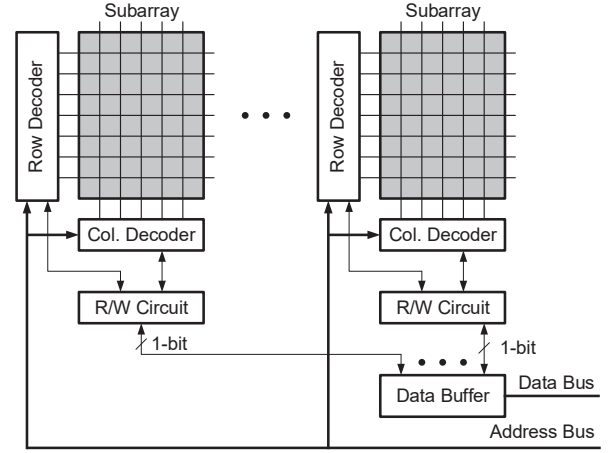 Subarray
Subarray
Row Decoder
Row Decoder
Col. Decoder
Col. Decoder
R/W Circuit
R/W Circuit
1-bit
1-bit
Data Buffer
Data Bus
Address Bus